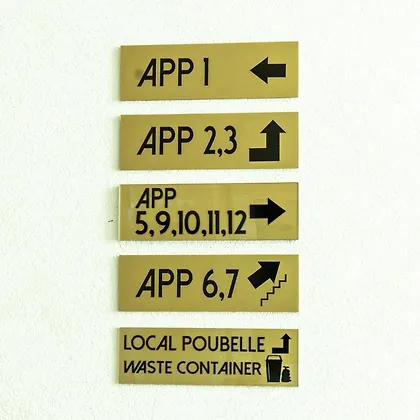 APP 1
APP 2,3
APP
5,9,10,11,12
APP 6,7
LOCAL POUBELLE
WASTE CONTAINER